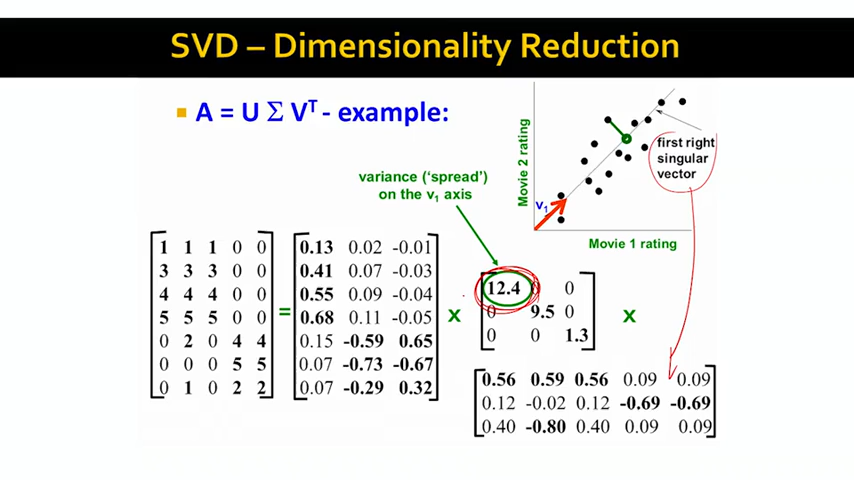 SVD – Dimensionality Reduction
A = U Σ Vᵀ - example:
Movie 2 rating
first right
singular
vector
v₁
Movie 1 rating
variance (‘spread’)
on the v₁ axis
1 1 1 0 0
3 3 3 0 0
4 4 4 0 0
5 5 5 0 0
0 2 0 4 4
0 0 0 5 5
0 1 0 2 2
=
0.13 0.02 -0.01
0.41 0.07 -0.03
0.55 0.09 -0.04
0.68 0.11 -0.05
0.15 -0.59 0.65
0.07 -0.73 -0.67
0.07 -0.29 0.32
x
12.4 0 0
0 9.5 0
0 0 1.3
x
0.56 0.59 0.56 0.09 0.09
0.12 -0.02 0.12 -0.69 -0.69
0.40 -0.80 0.40 0.09 0.09